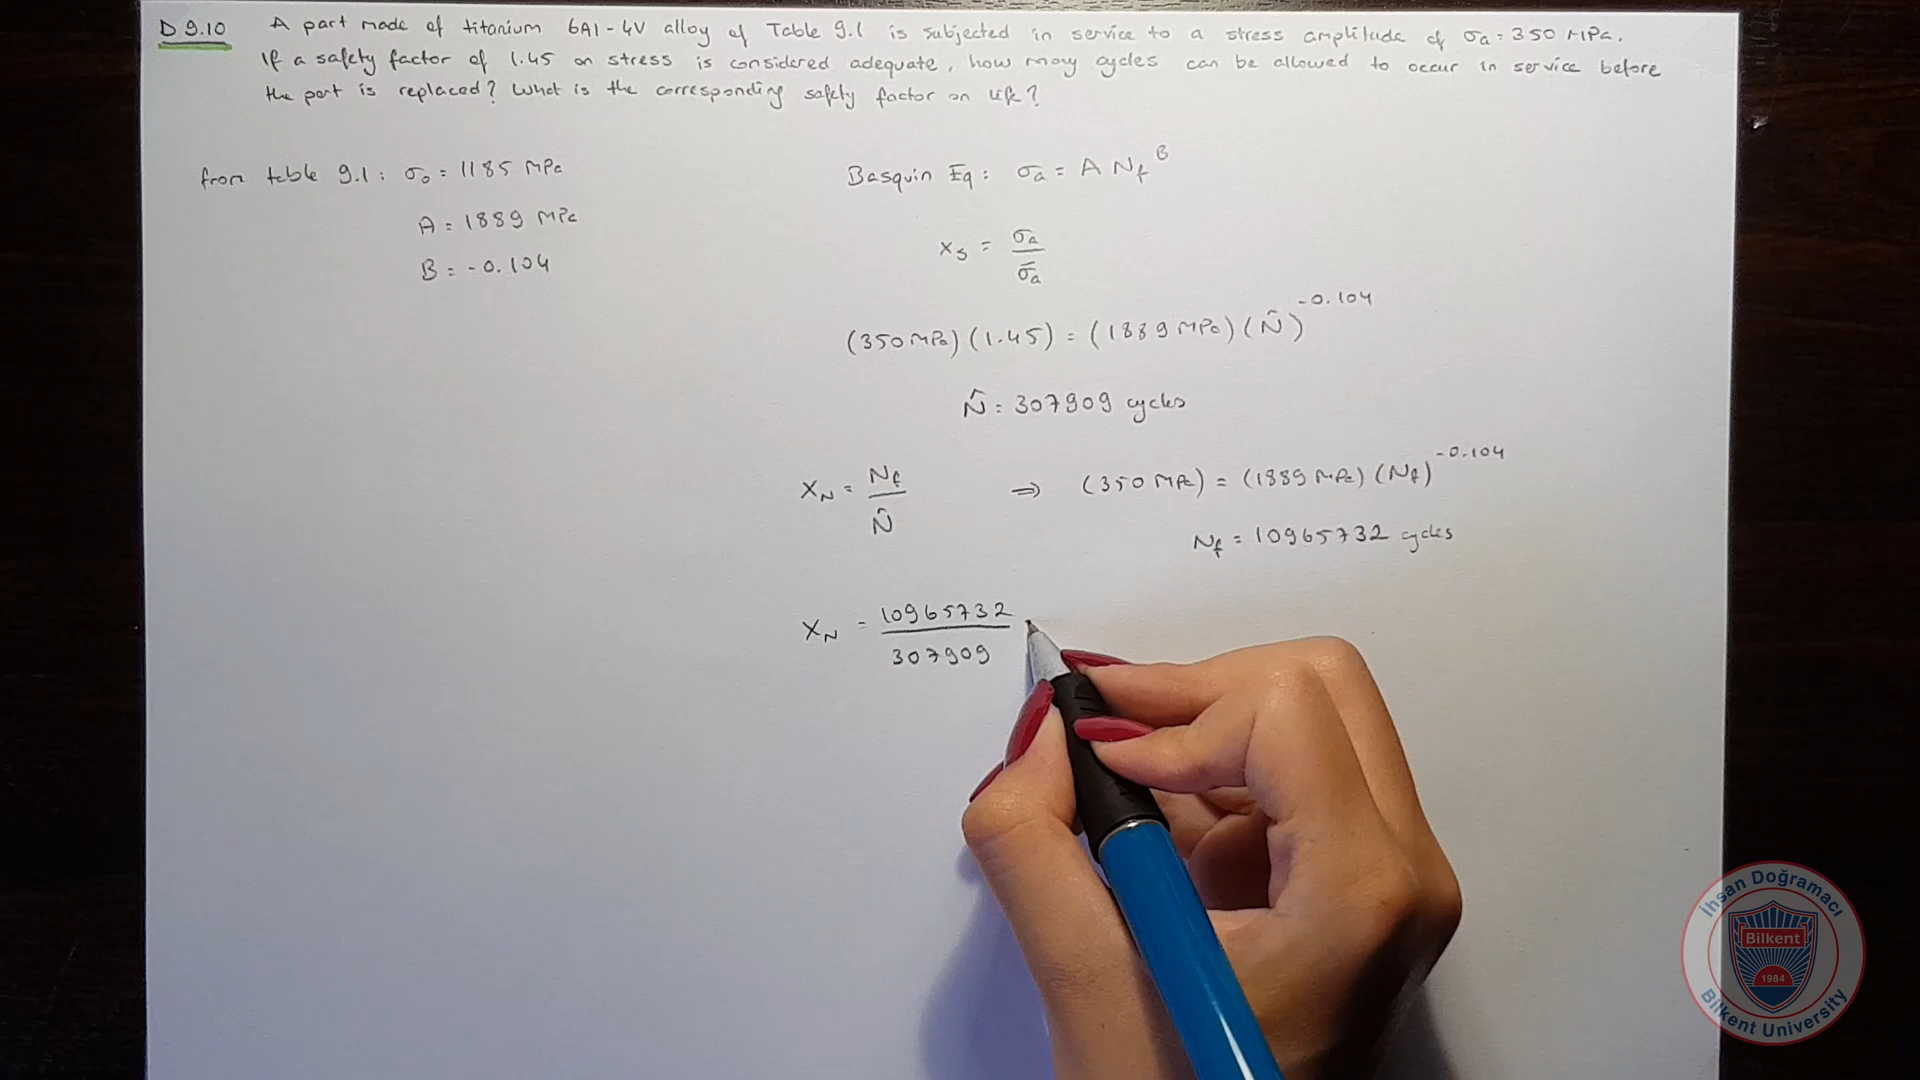 D 9.10 A part made of titanium 6Al-4V alloy of Table 9.1 is subjected in service to a stress amplitude of σa = 350 MPa.
If a safety factor of 1.45 on stress is considered adequate, how many cycles can be allowed to occur in service before
the part is replaced? What is the corresponding safety factor on life?
from table 9.1: σo = 1185 MPa
A = 1889 MPa
B = -0.104
Basquin Eq: σa = A Nf^B
Xs = σa / σ̂a
(350 MPa)(1.45) = (1889 MPa)(N̂)^-0.104
N̂ = 307909 cycles
XN = Nf / N̂ ⇒ (350 MPa) = (1889 MPa)(Nf)^-0.104
Nf = 10965732 cycles
XN = 10965732 / 307909
İhsan Doğramacı
Bilkent
1984
Bilkent University